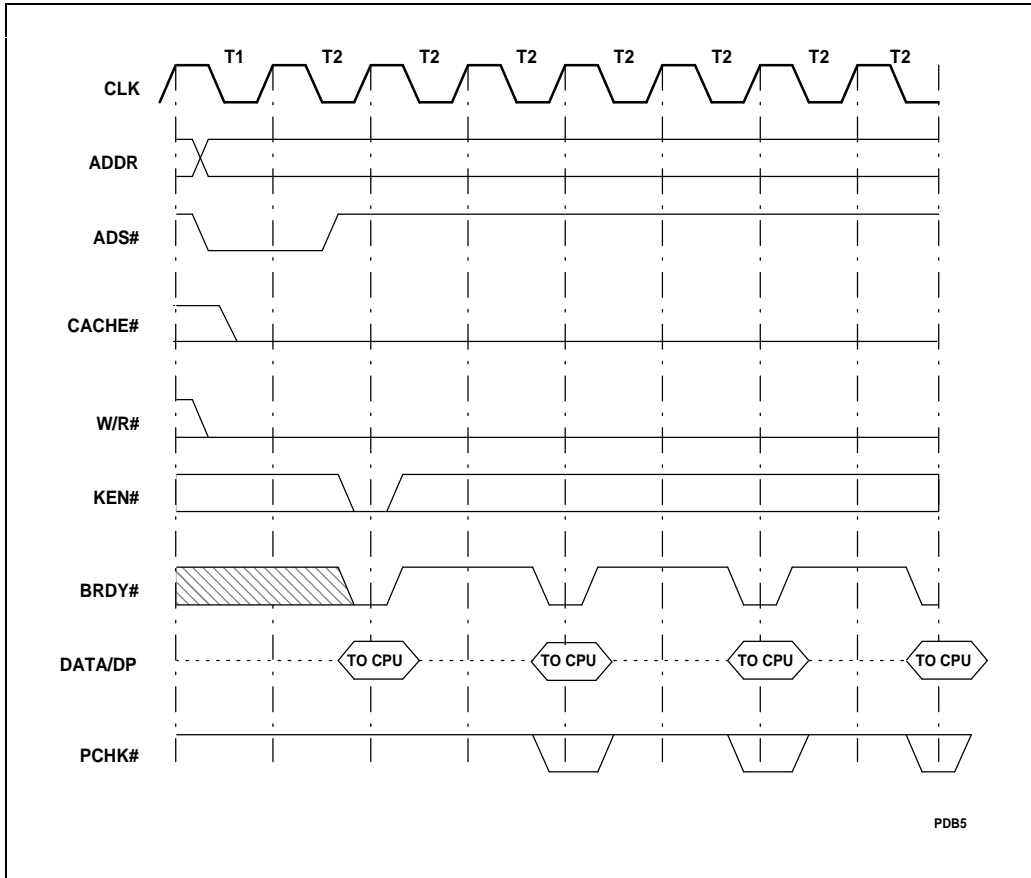 T1 T2 T2 T2 T2 T2 T2 T2
CLK
ADDR
ADS#
CACHE#
W/R#
KEN#
BRDY#
DATA/DP TO CPU TO CPU TO CPU TO CPU
PCHK#
PDB5